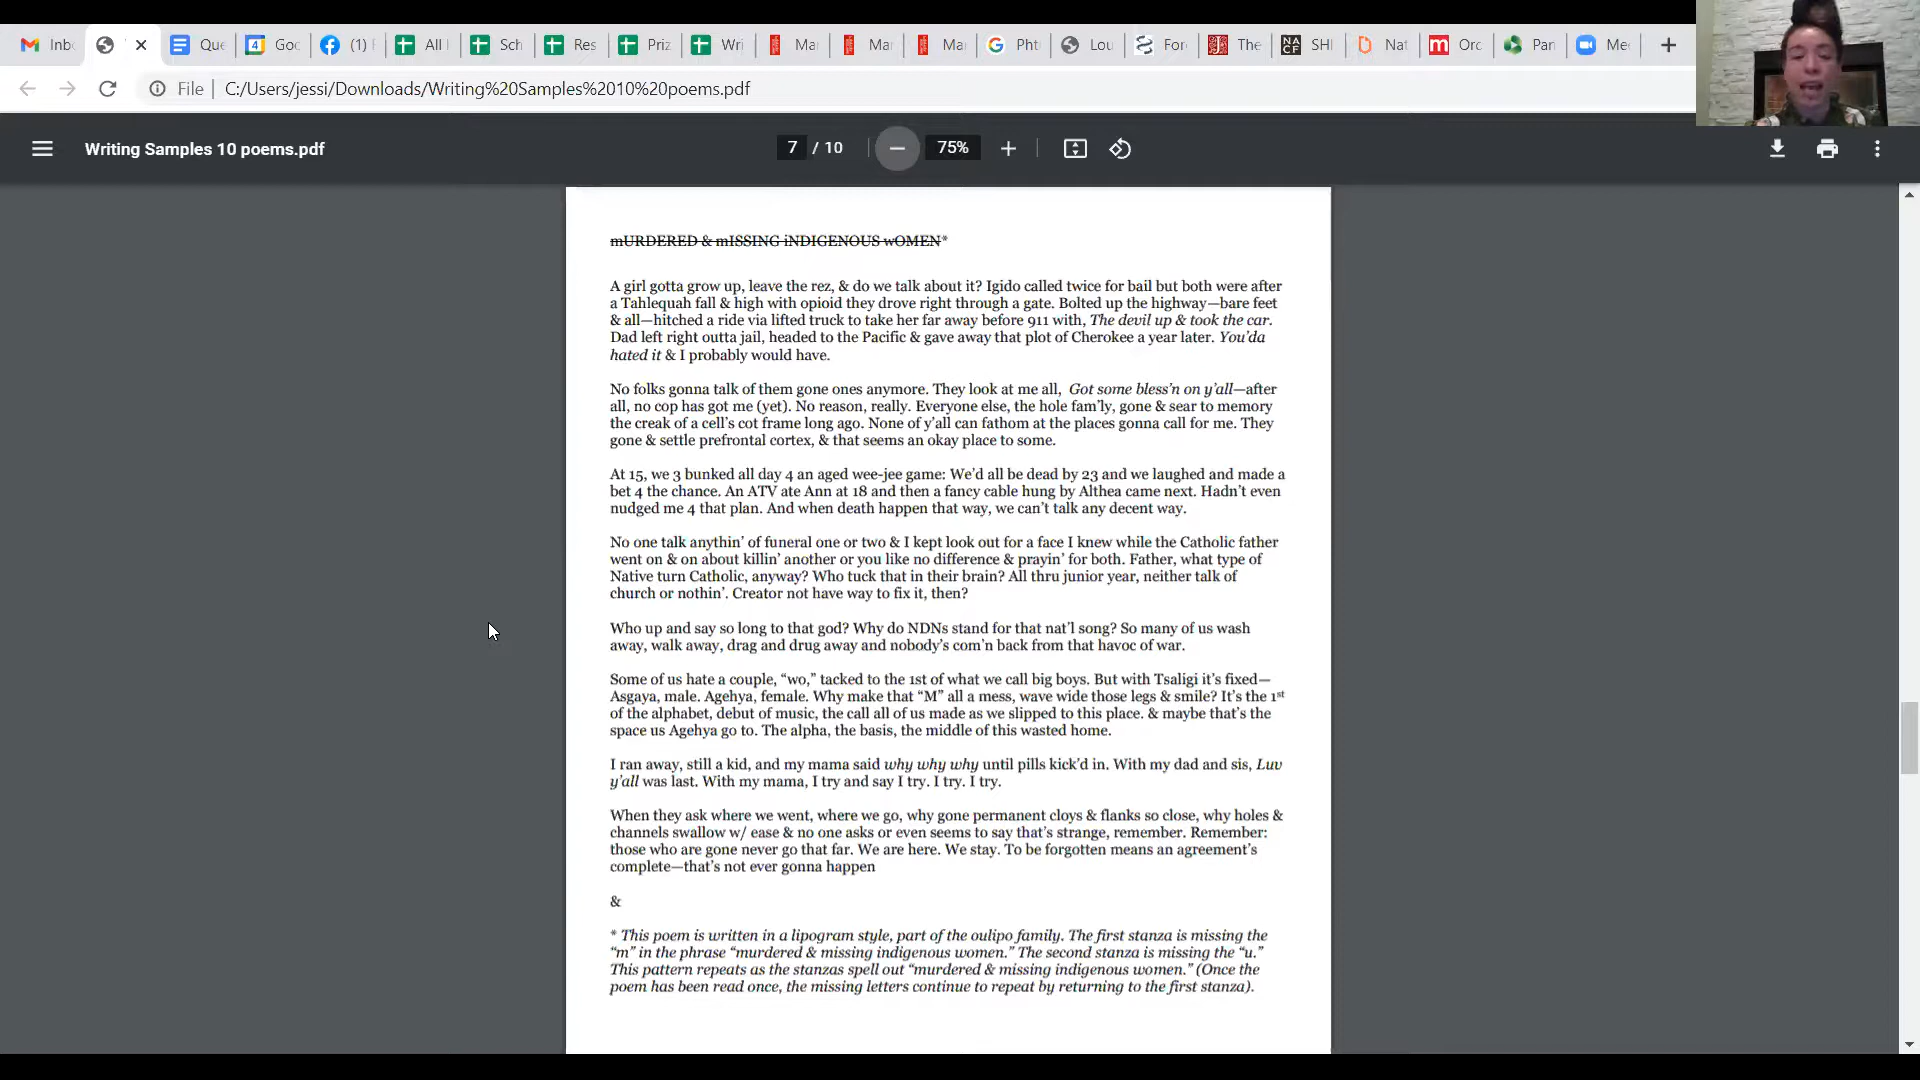 Inb
Que
Goo
(1) F
All
Sch
Res
Priz
Wri
Mar
Mar
Mar
Pht
Lou
For
The
SHI
Nat
Orc
Par
Mee
File
C:/Users/jessi/Downloads/Writing%20Samples%2010%20poems.pdf
Writing Samples 10 poems.pdf
7 / 10
75%
mURDERED & mISSING iNDIGENOUS wOMEN*
A girl gotta grow up, leave the rez, & do we talk about it? Igido called twice for bail but both were after
a Tahlequah fall & high with opioid they drove right through a gate. Bolted up the highway—bare feet
& all—hitched a ride via lifted truck to take her far away before 911 with, The devil up & took the car.
Dad left right outta jail, headed to the Pacific & gave away that plot of Cherokee a year later. You’da
hated it & I probably would have.
No folks gonna talk of them gone ones anymore. They look at me all, Got some bless’n on y’all—after
all, no cop has got me (yet). No reason, really. Everyone else, the hole fam’ly, gone & sear to memory
the creak of a cell’s cot frame long ago. None of y’all can fathom at the places gonna call for me. They
gone & settle prefrontal cortex, & that seems an okay place to some.
At 15, we 3 bunked all day 4 an aged wee-jee game: We’d all be dead by 23 and we laughed and made a
bet 4 the chance. An ATV ate Ann at 18 and then a fancy cable hung by Althea came next. Hadn’t even
nudged me 4 that plan. And when death happen that way, we can’t talk any decent way.
No one talk anythin’ of funeral one or two & I kept look out for a face I knew while the Catholic father
went on & on about killin’ another or you like no difference & prayin’ for both. Father, what type of
Native turn Catholic, anyway? Who tuck that in their brain? All thru junior year, neither talk of
church or nothin’. Creator not have way to fix it, then?
Who up and say so long to that god? Why do NDNs stand for that nat’l song? So many of us wash
away, walk away, drag and drug away and nobody’s com’n back from that havoc of war.
Some of us hate a couple, “wo,” tacked to the 1st of what we call big boys. But with Tsaligi it’s fixed—
Asgaya, male. Agehya, female. Why make that “M” all a mess, wave wide those legs & smile? It’s the 1st
of the alphabet, debut of music, the call all of us made as we slipped to this place. & maybe that’s the
space us Agehya go to. The alpha, the basis, the middle of this wasted home.
I ran away, still a kid, and my mama said why why why until pills kick’d in. With my dad and sis, Luv
y’all was last. With my mama, I try and say I try. I try. I try.
When they ask where we went, where we go, why gone permanent cloys & flanks so close, why holes &
channels swallow w/ ease & no one asks or even seems to say that’s strange, remember. Remember:
those who are gone never go that far. We are here. We stay. To be forgotten means an agreement’s
complete—that’s not ever gonna happen
&
* This poem is written in a lipogram style, part of the oulipo family. The first stanza is missing the
“m” in the phrase “murdered & missing indigenous women.” The second stanza is missing the “u.”
This pattern repeats as the stanzas spell out “murdered & missing indigenous women.” (Once the
poem has been read once, the missing letters continue to repeat by returning to the first stanza).